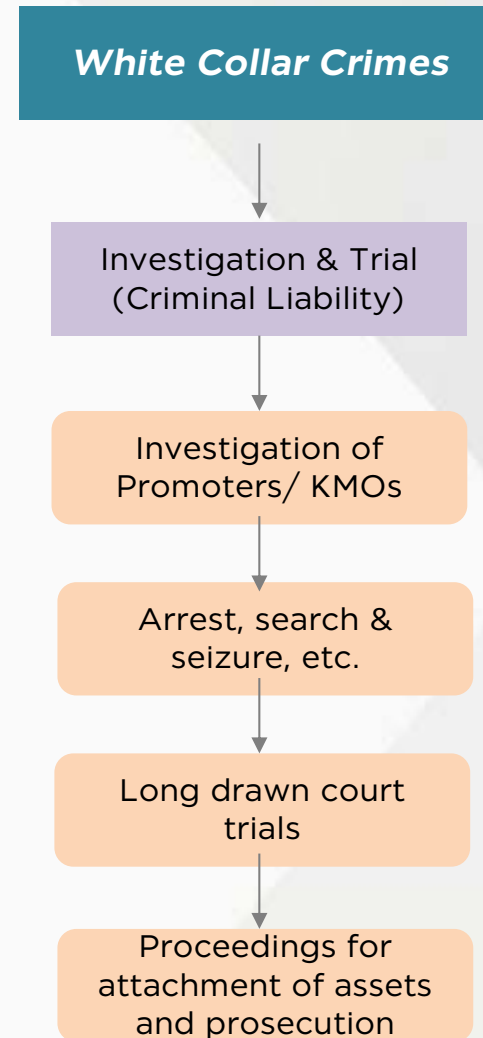 White Collar Crimes
Investigation & Trial
(Criminal Liability)
Investigation of
Promoters/ KMOs
Arrest, search &
seizure, etc.
Long drawn court
trials
Proceedings for
attachment of assets
and prosecution